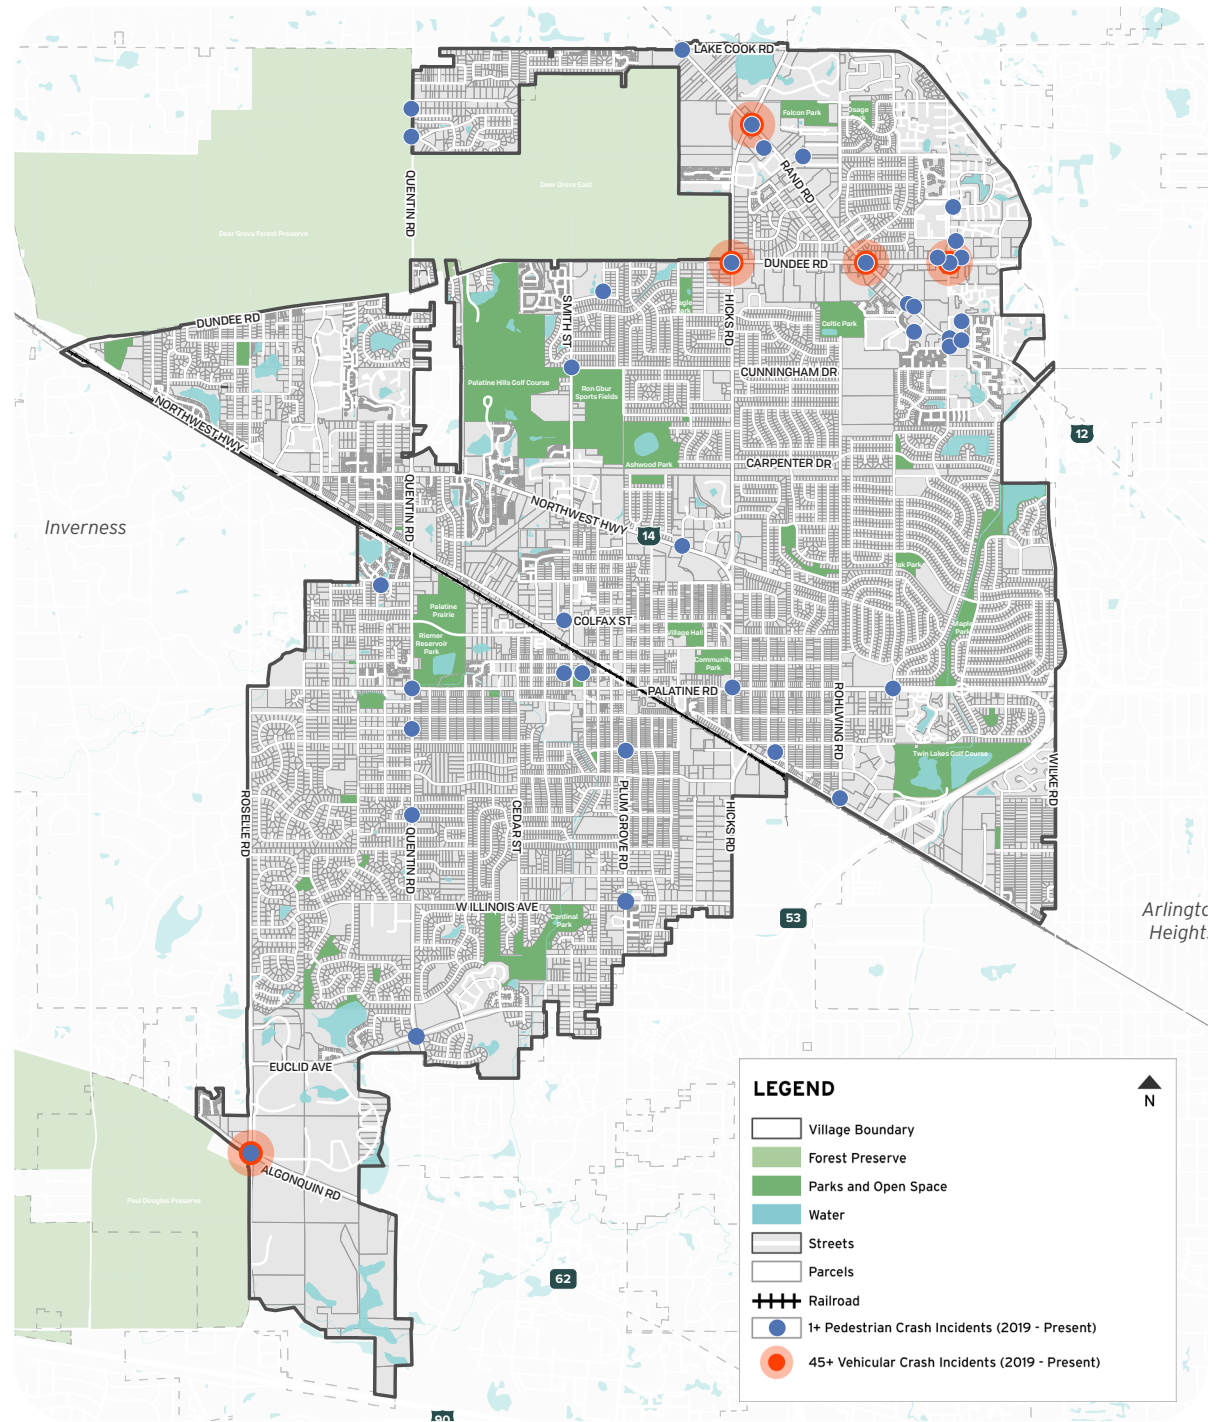 LAKE COOK RD
Falcon Park
Osage
Park
RAND RD
QUENTIN RD
Deer Grove East
Deer Grove Forest Preserve
DUNDEE RD
SMITH ST
HICKS RD
Celtic Park
DUNDEE RD
CUNNINGHAM DR
Palatine Hills Golf Course
Ron Gbur
Sports Fields
NORTHWEST HWY
12
Ashwood Park
CARPENTER DR
QUENTIN RD
NORTHWEST HWY
14
Inverness
Palatine
Prairie
COLFAX ST
Riemer
Reservoir
Park
Village Hall
Maple
Park
Community
Park
PALATINE RD
ROHLWING RD
Twin Lakes Golf Course
WILKE RD
ROSELLE RD
CEDAR ST
PLUM GROVE RD
HICKS RD
QUENTIN RD
W ILLINOIS AVE
Cardinal
Park
53
Arlingto
Heights
EUCLID AVE
ALGONQUIN RD
Paul Douglas Preserve
62
90
LEGEND
N
Village Boundary
Forest Preserve
Parks and Open Space
Water
Streets
Parcels
Railroad
1+ Pedestrian Crash Incidents (2019 - Present)
45+ Vehicular Crash Incidents (2019 - Present)